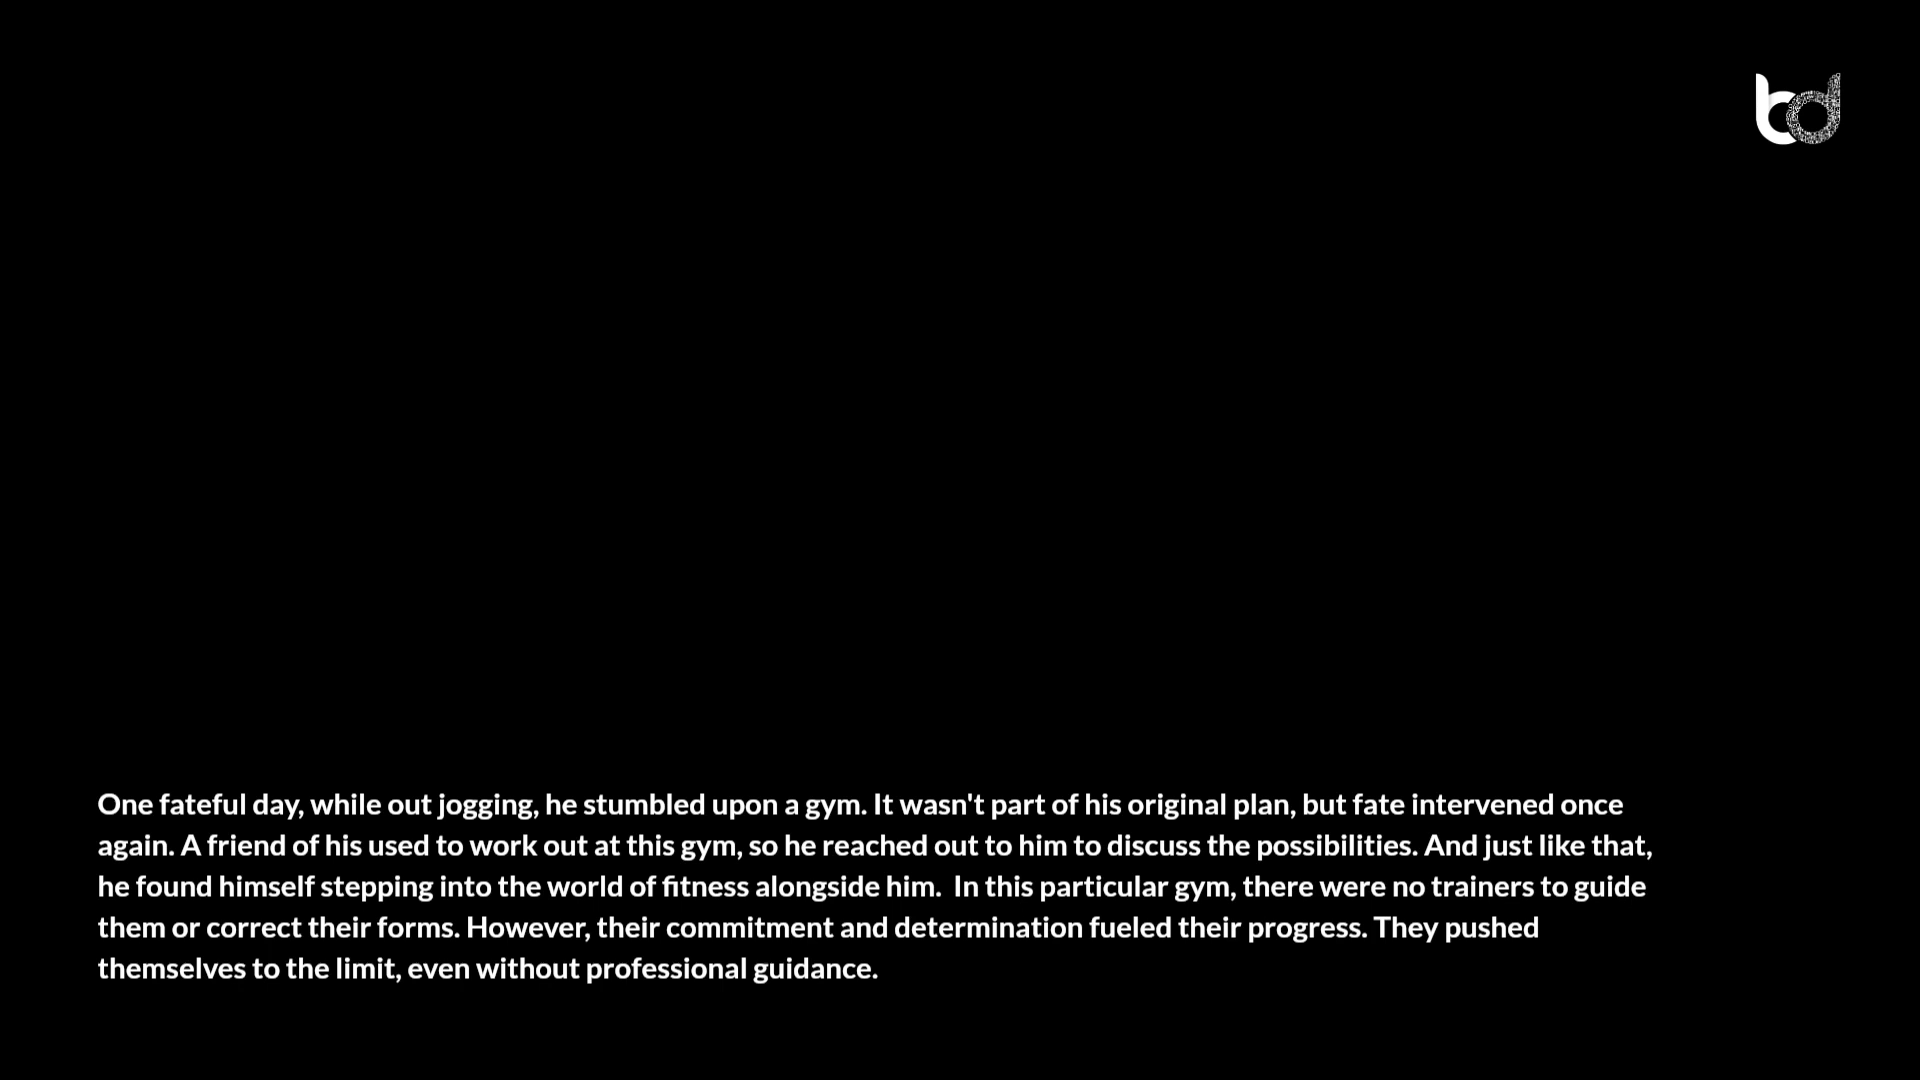 bd
One fateful day, while out jogging, he stumbled upon a gym. It wasn't part of his original plan, but fate intervened once
again. A friend of his used to work out at this gym, so he reached out to him to discuss the possibilities. And just like that,
he found himself stepping into the world of fitness alongside him.  In this particular gym, there were no trainers to guide
them or correct their forms. However, their commitment and determination fueled their progress. They pushed
themselves to the limit, even without professional guidance.